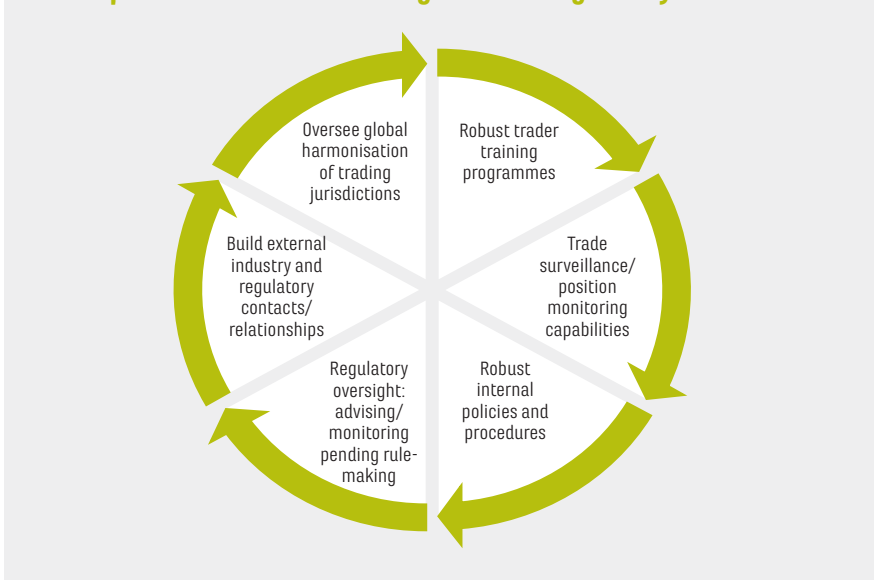 Oversee global
harmonisation
of trading
jurisdictions
Robust trader
training
programmes
Trade
surveillance/
position
monitoring
capabilities
Robust
internal
policies and
procedures
Regulatory
oversight:
advising/
monitoring
pending rule-
making
Build external
industry and
regulatory
contacts/
relationships